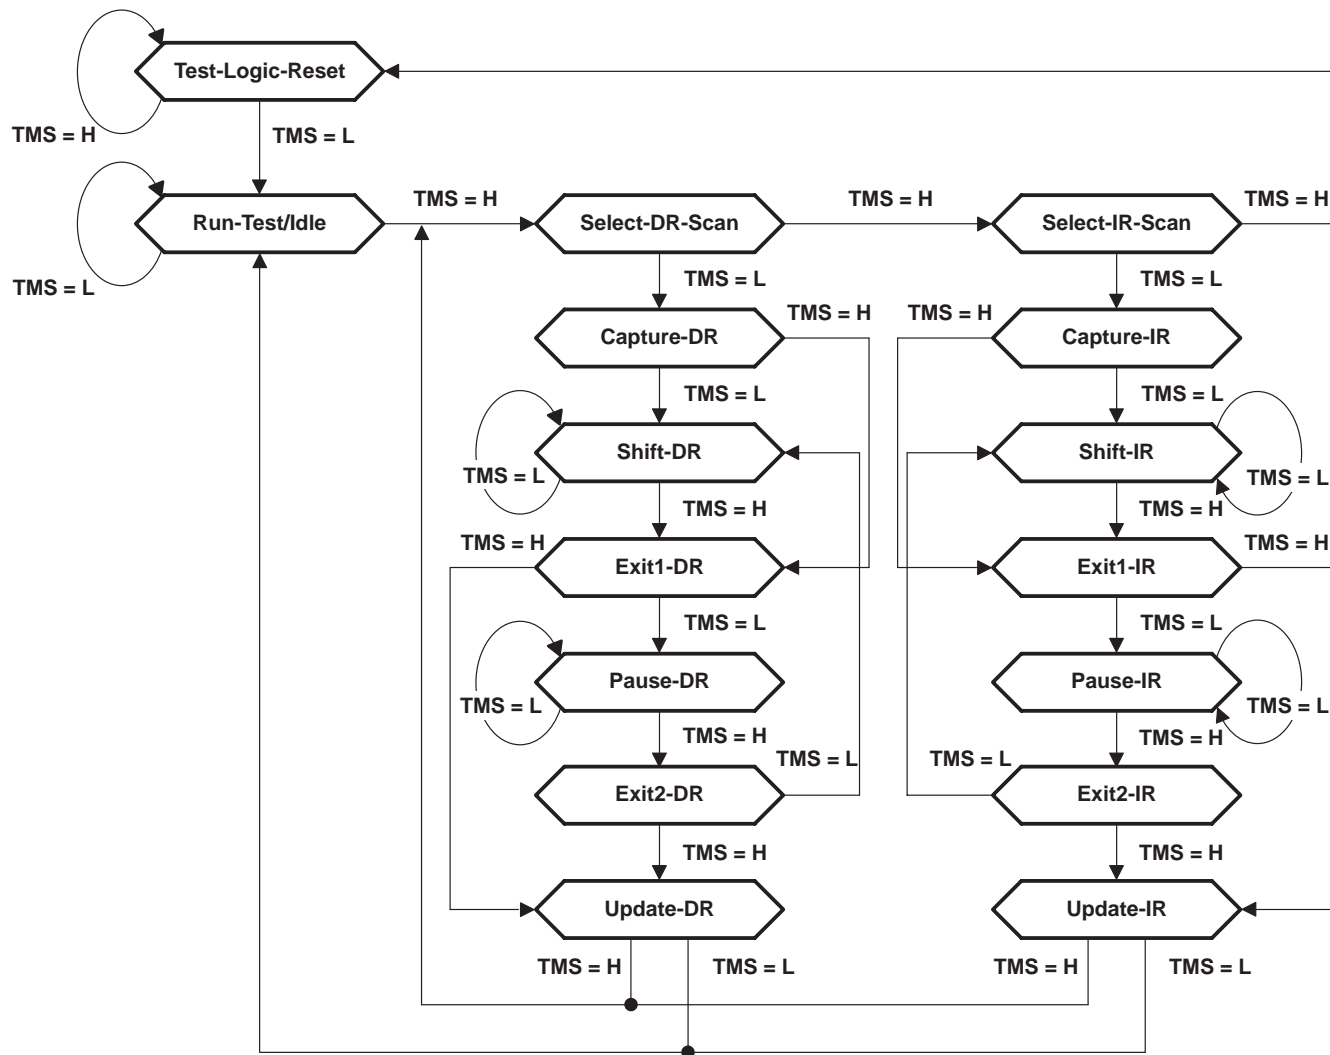 Test-Logic-Reset
TMS = H
TMS = L
TMS = H
TMS = H
TMS = H
Run-Test/Idle
Select-DR-Scan
Select-IR-Scan
TMS = L
TMS = L
TMS = L
TMS = H
TMS = H
Capture-DR
Capture-IR
TMS = L
TMS = L
Shift-DR
Shift-IR
TMS = L
TMS = L
TMS = H
TMS = H
TMS = H
TMS = H
Exit1-DR
Exit1-IR
TMS = L
TMS = L
Pause-DR
Pause-IR
TMS = L
TMS = L
TMS = H
TMS = H
TMS = L
TMS = L
Exit2-DR
Exit2-IR
TMS = H
TMS = H
Update-DR
Update-IR
TMS = H
TMS = L
TMS = H
TMS = L